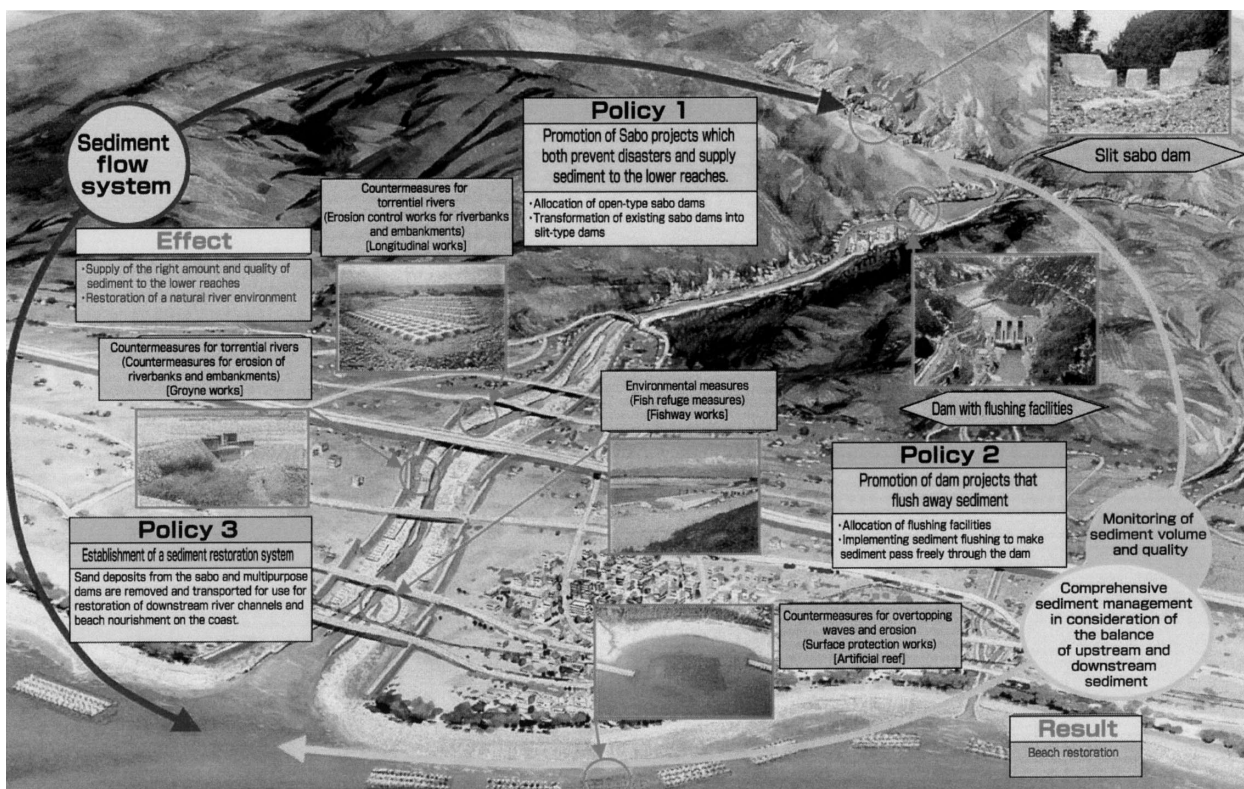 Sediment
flow
system
Effect
・Supply of the right amount and quality of
sediment to the lower reaches
・Restoration of a natural river environment
Countermeasures for
torrential rivers
(Erosion control works for riverbanks
and embankments)
[Longitudinal works]
Policy 1
Promotion of Sabo projects which
both prevent disasters and supply
sediment to the lower reaches.
・Allocation of open-type sabo dams
・Transformation of existing sabo dams into
slit-type dams
Slit sabo dam
Countermeasures for torrential rivers
(Countermeasures for erosion of
riverbanks and embankments)
[Groyne works]
Environmental measures
(Fish refuge measures)
[Fishway works]
Dam with flushing facilities
Policy 2
Promotion of dam projects that
flush away sediment
・Allocation of flushing facilities
・Implementing sediment flushing to make
sediment pass freely through the dam
Policy 3
Establishment of a sediment restoration system
Sand deposits from the sabo and multipurpose
dams are removed and transported for use for
restoration of downstream river channels and
beach nourishment on the coast.
Monitoring of
sediment volume
and quality
Comprehensive
sediment management
in consideration of
the balance
of upstream and
downstream
sediment
Countermeasures for overtopping
waves and erosion
(Surface protection works)
[Artificial reef]
Result
Beach restoration